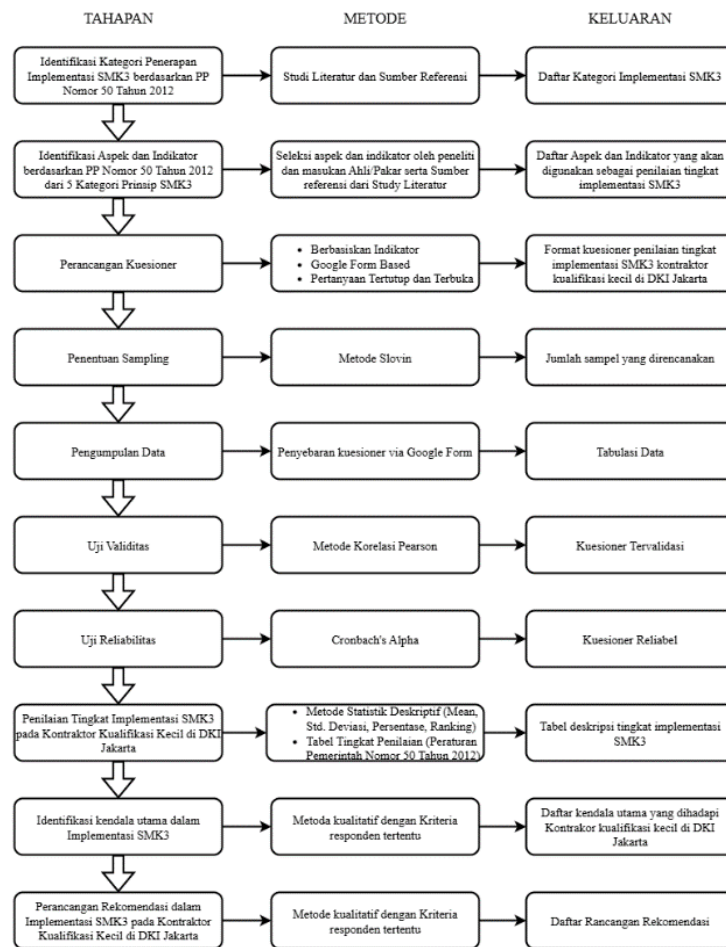 TAHAPAN
METODE
KELUARAN
Identifikasi Kategori Penerapan
Implementasi SMK3 berdasarkan PP
Nomor 50 Tahun 2012
Studi Literatur dan Sumber Referensi
Daftar Kategori Implementasi SMK3
Identifikasi Aspek dan Indikator
berdasarkan PP Nomor 50 Tahun 2012
dari 5 Kategori Prinsip SMK3
Seleksi aspek dan indikator oleh peneliti
dan masukan Ahli/Pakar serta Sumber
referensi dari Study Literatur
Daftar Aspek dan Indikator yang akan
digunakan sebagai penilaian tingkat
implementasi SMK3
Perancangan Kuesioner
• Berbasiskan Indikator
• Google Form Based
• Pertanyaan Tertutup dan Terbuka
Format kuesioner penilaian tingkat
implementasi SMK3 kontraktor
kualifikasi kecil di DKI Jakarta
Penentuan Sampling
Metode Slovin
Jumlah sampel yang direncanakan
Pengumpulan Data
Penyebaran kuesioner via Google Form
Tabulasi Data
Uji Validitas
Metode Korelasi Pearson
Kuesioner Tervalidasi
Uji Reliabilitas
Cronbach's Alpha
Kuesioner Reliabel
Penilaian Tingkat Implementasi SMK3
pada Kontraktor Kualifikasi Kecil di DKI
Jakarta
• Metode Statistik Deskriptif (Mean,
Std. Deviasi, Persentase, Ranking)
• Tabel Tingkat Penilaian (Peraturan
Pemerintah Nomor 50 Tahun 2012)
Tabel deskripsi tingkat implementasi
SMK3
Identifikasi kendala utama dalam
Implementasi SMK3
Metoda kualitatif dengan Kriteria
responden tertentu
Daftar kendala utama yang dihadapi
Kontrakor kualifikasi kecil di DKI
Jakarta
Perancangan Rekomendasi dalam
Implementasi SMK3 pada Kontraktor
Kualifikasi Kecil di DKI Jakarta
Metode kualitatif dengan Kriteria
responden tertentu
Daftar Rancangan Rekomendasi